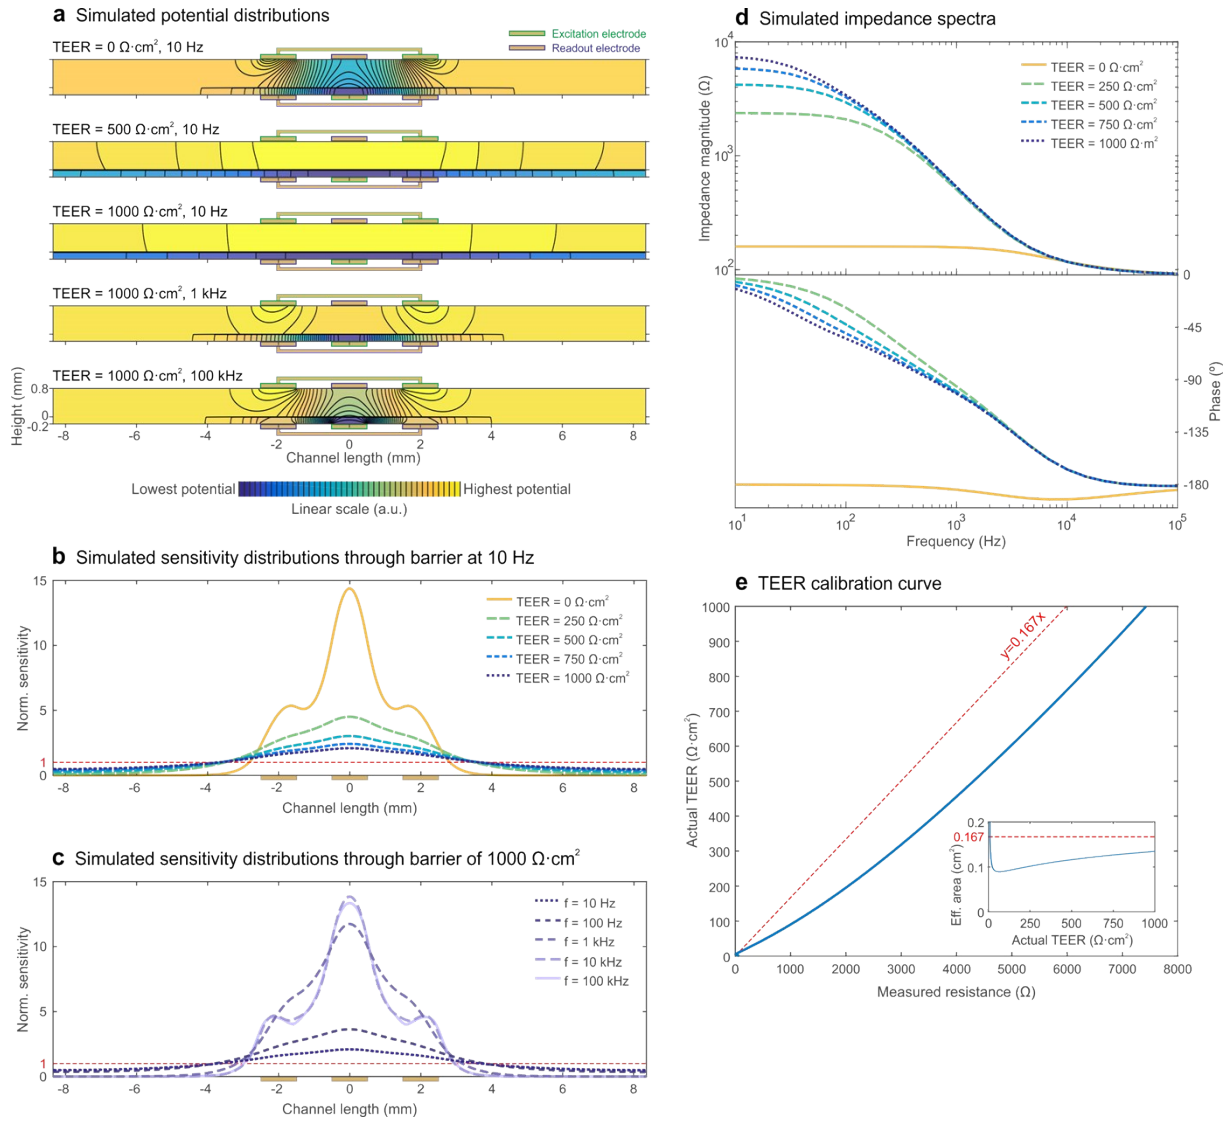 a Simulated potential distributions
Excitation electrode
Readout electrode
TEER = 0 Ω·cm², 10 Hz
TEER = 500 Ω·cm², 10 Hz
TEER = 1000 Ω·cm², 10 Hz
TEER = 1000 Ω·cm², 1 kHz
TEER = 1000 Ω·cm², 100 kHz
Height (mm)
0.8
0
-0.2
-8 -6 -4 -2 0 2 4 6 8
Channel length (mm)
Lowest potential
Highest potential
Linear scale (a.u.)
b Simulated sensitivity distributions through barrier at 10 Hz
Norm. sensitivity
15
10
5
1
0
TEER = 0 Ω·cm²
TEER = 250 Ω·cm²
TEER = 500 Ω·cm²
TEER = 750 Ω·cm²
TEER = 1000 Ω·cm²
-8 -6 -4 -2 0 2 4 6 8
Channel length (mm)
c Simulated sensitivity distributions through barrier of 1000 Ω·cm²
Norm. sensitivity
15
10
5
1
0
f = 10 Hz
f = 100 Hz
f = 1 kHz
f = 10 kHz
f = 100 kHz
-8 -6 -4 -2 0 2 4 6 8
Channel length (mm)
d Simulated impedance spectra
Impedance magnitude (Ω)
10⁴
10³
10²
TEER = 0 Ω·cm²
TEER = 250 Ω·cm²
TEER = 500 Ω·cm²
TEER = 750 Ω·cm²
TEER = 1000 Ω·m²
0
-45
-90
-135
-180
Phase (º)
10¹ 10² 10³ 10⁴ 10⁵
Frequency (Hz)
e TEER calibration curve
Actual TEER (Ω·cm²)
1000
900
800
700
600
500
400
300
200
100
0
y=0.167x
0 1000 2000 3000 4000 5000 6000 7000 8000
Measured resistance (Ω)
Eff. area (cm²)
0.2
0.167
0.1
0
0 250 500 750 1000
Actual TEER (Ω·cm²)